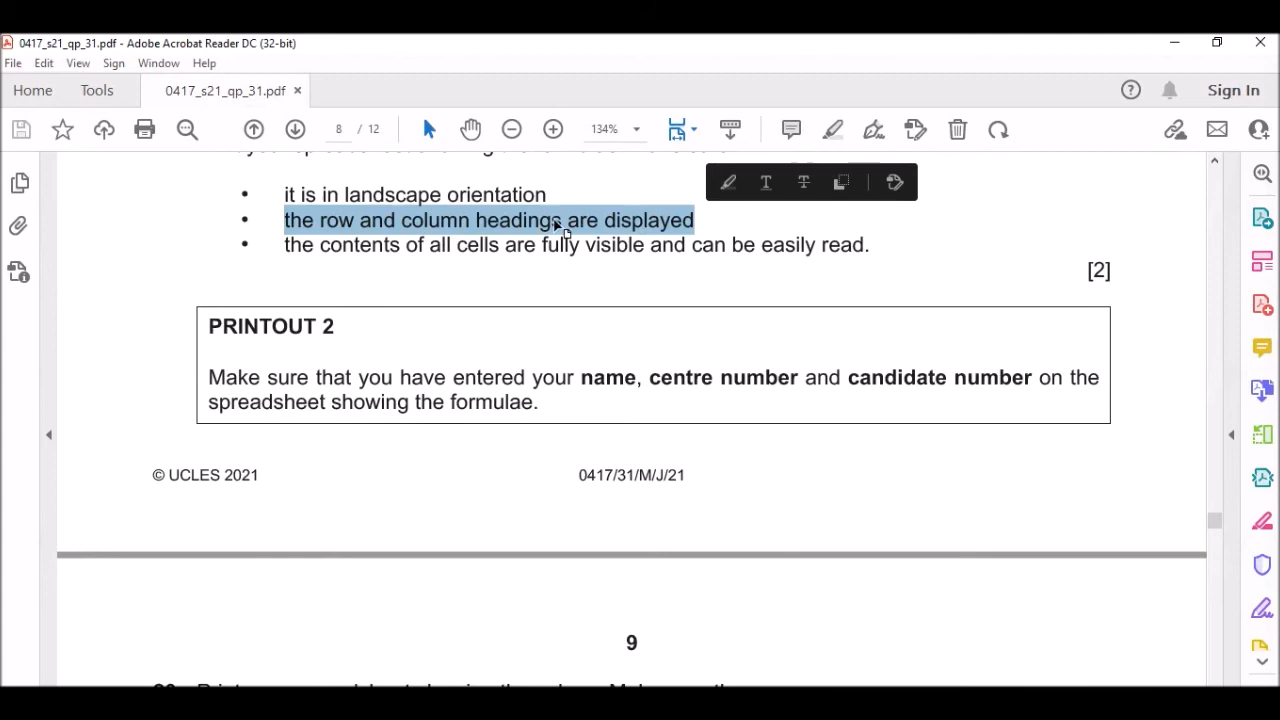 0417_s21_qp_31.pdf - Adobe Acrobat Reader DC (32-bit)
File Edit View Sign Window Help
Home Tools 0417_s21_qp_31.pdf × Sign In
8 / 12 134%
• it is in landscape orientation
• the row and column headings are displayed
• the contents of all cells are fully visible and can be easily read.
[2]
PRINTOUT 2
Make sure that you have entered your name, centre number and candidate number on the
spreadsheet showing the formulae.
© UCLES 2021 0417/31/M/J/21
9